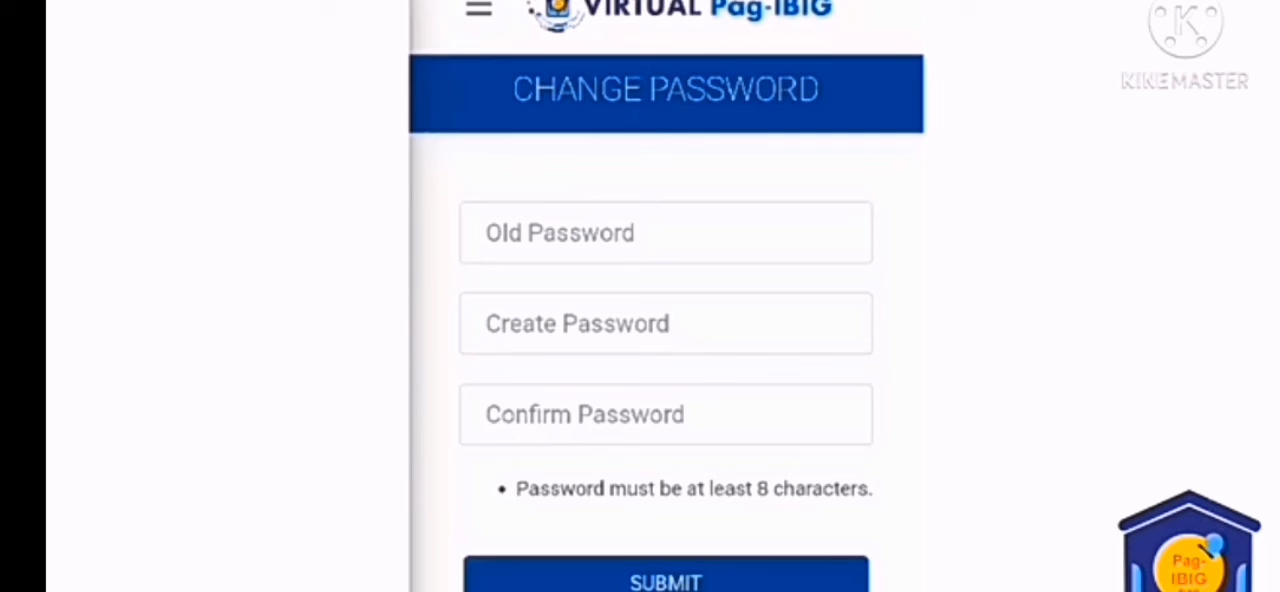 VIRTUAL Pag-IBIG
KINEMASTER
CHANGE PASSWORD
Old Password
Create Password
Confirm Password
• Password must be at least 8 characters.
SUBMIT
Pag-
IBIG